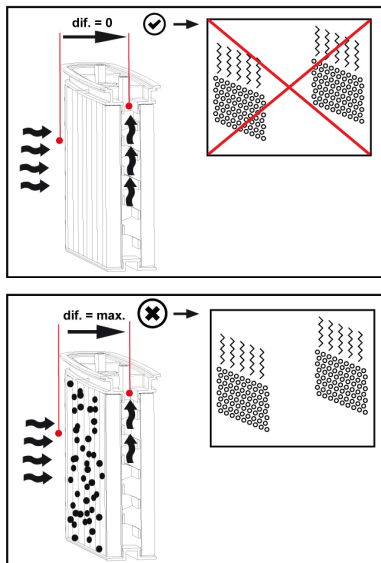 dif. = 0
dif. = max.